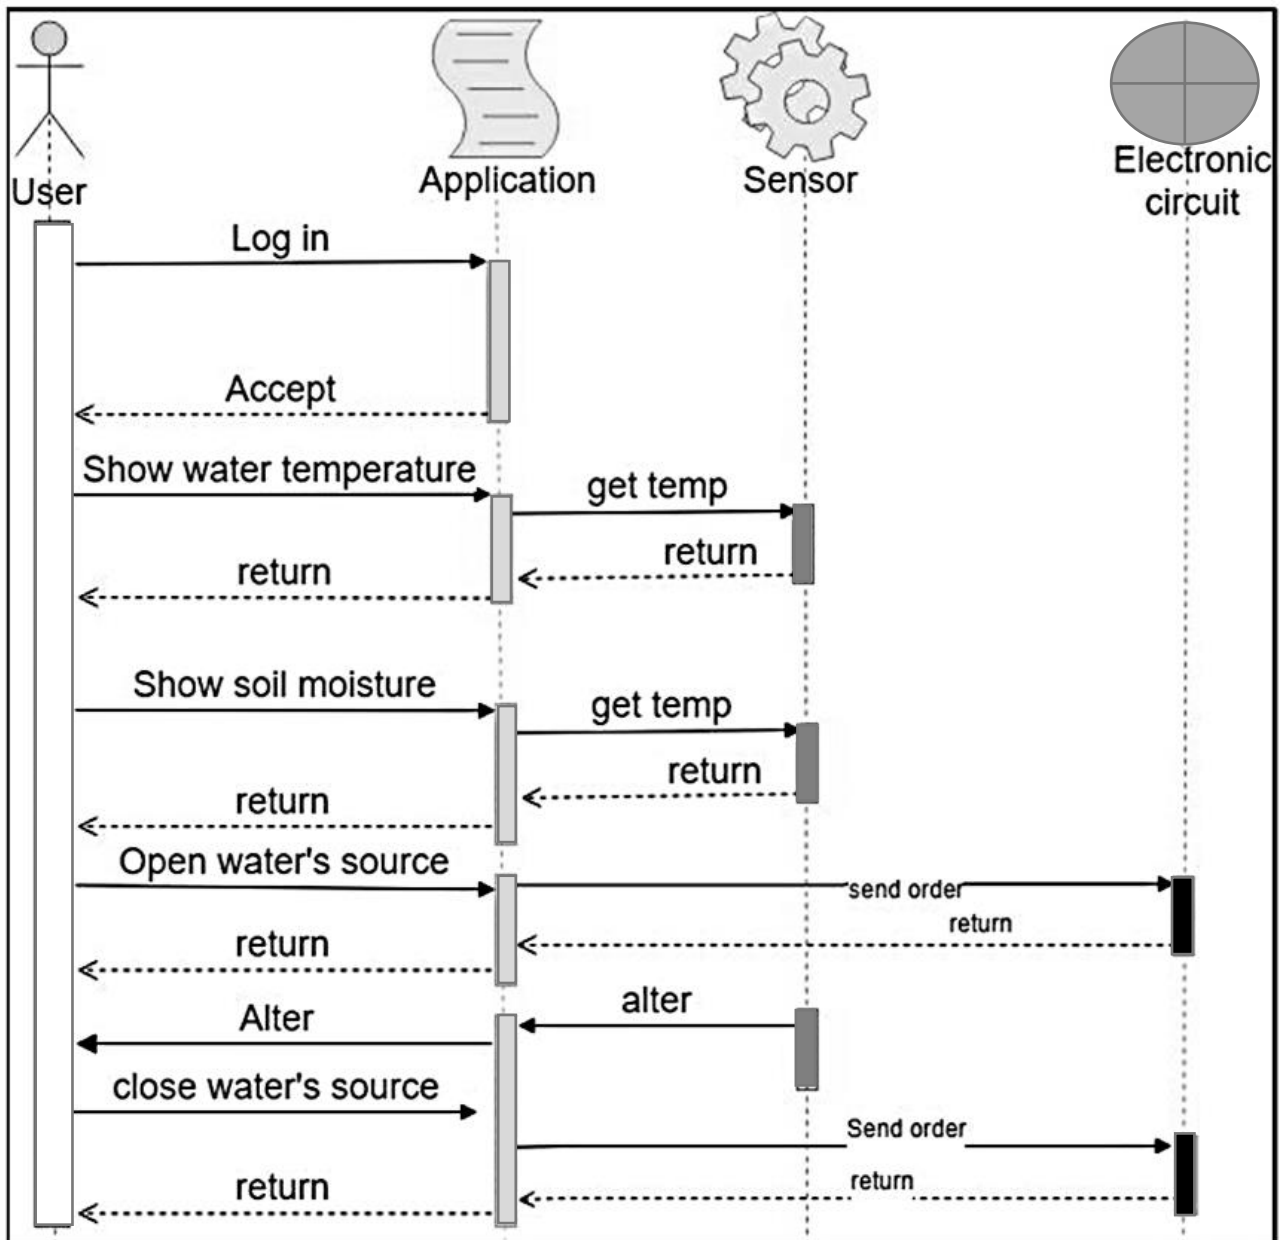 User
Application
Sensor
Electronic
circuit
Log in
Accept
Show water temperature
get temp
return
return
Show soil moisture
get temp
return
return
Open water's source
send order
return
return
alter
Alter
close water's source
Send order
return
return